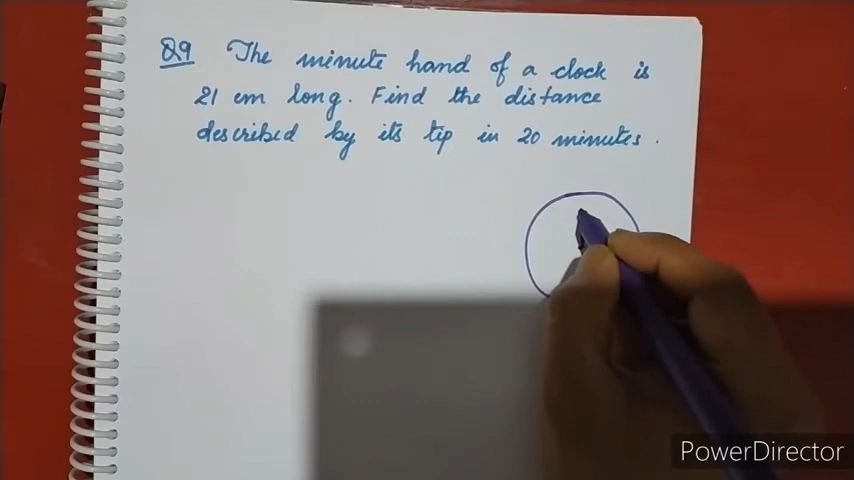 Q9 The minute hand of a clock is
21 cm long. Find the distance
described by its tip in 20 minutes.
PowerDirector